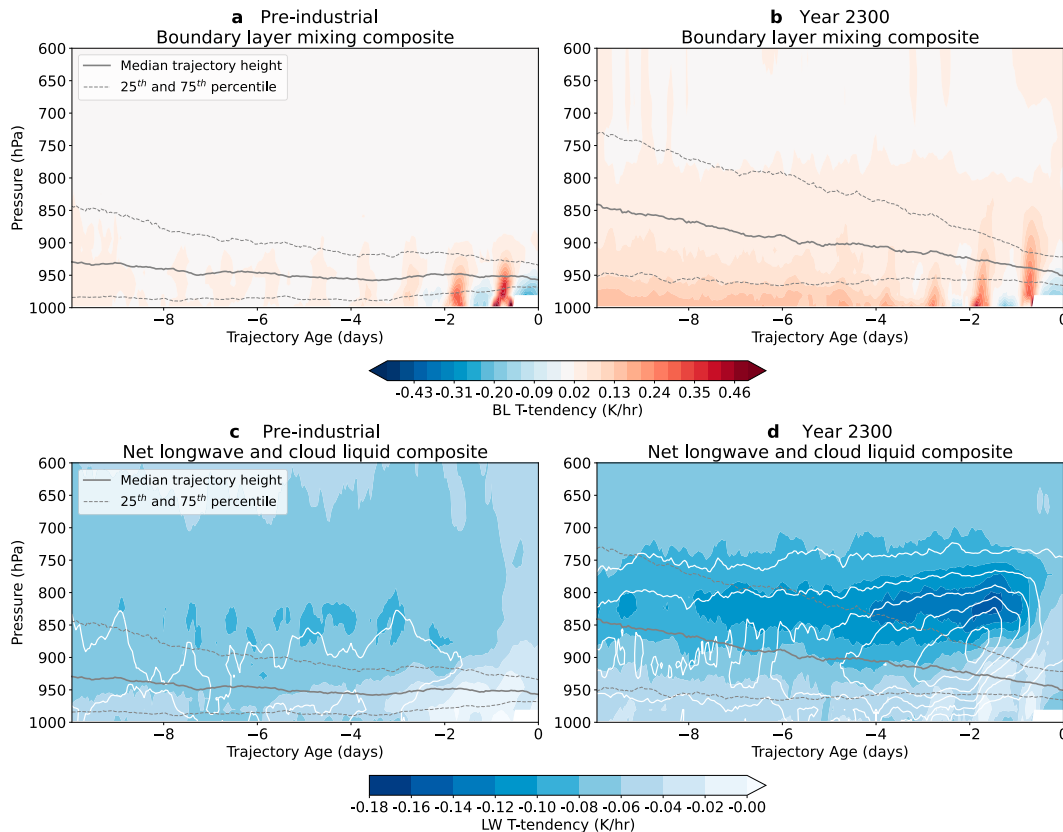 a Pre-industrial
Boundary layer mixing composite
b Year 2300
Boundary layer mixing composite
Median trajectory height
25th and 75th percentile
Pressure (hPa)
600
650
700
750
800
850
900
950
1000
−8 −6 −4 −2 0
Trajectory Age (days)
600
650
700
750
800
850
900
950
1000
−8 −6 −4 −2 0
Trajectory Age (days)
-0.43 -0.31 -0.20 -0.09 0.02 0.13 0.24 0.35 0.46
BL T-tendency (K/hr)
c Pre-industrial
Net longwave and cloud liquid composite
d Year 2300
Net longwave and cloud liquid composite
Median trajectory height
25th and 75th percentile
Pressure (hPa)
600
650
700
750
800
850
900
950
1000
−8 −6 −4 −2 0
Trajectory Age (days)
600
650
700
750
800
850
900
950
1000
−8 −6 −4 −2 0
Trajectory Age (days)
-0.18 -0.16 -0.14 -0.12 -0.10 -0.08 -0.06 -0.04 -0.02 -0.00
LW T-tendency (K/hr)